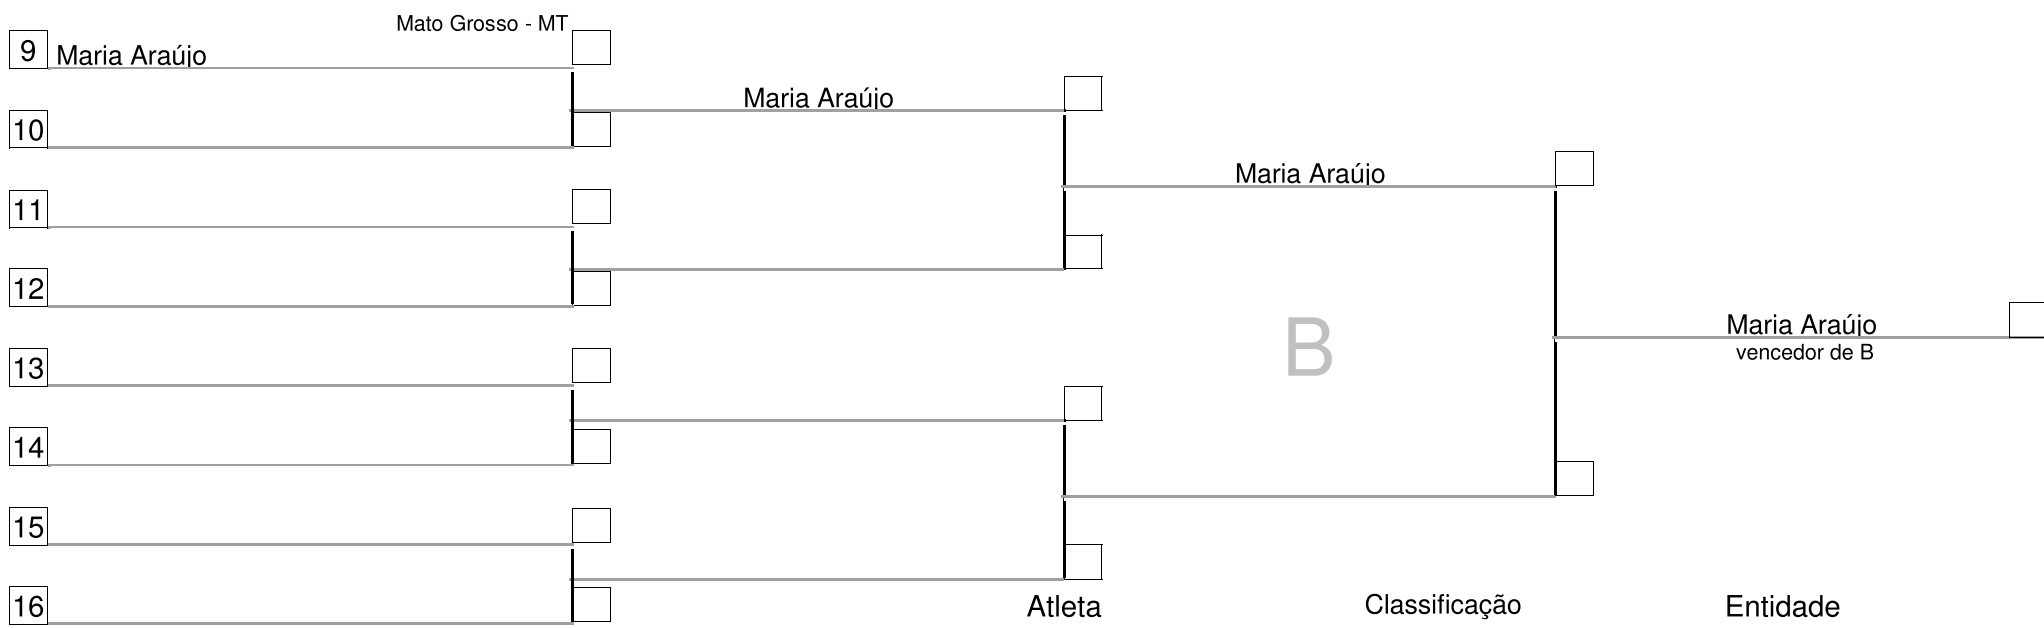 Mato Grosso - MT
9 Maria Araújo
Maria Araújo
10
Maria Araújo
11
12
Maria Araújo
vencedor de B
B
13
14
15
16
Atleta Classificação Entidade